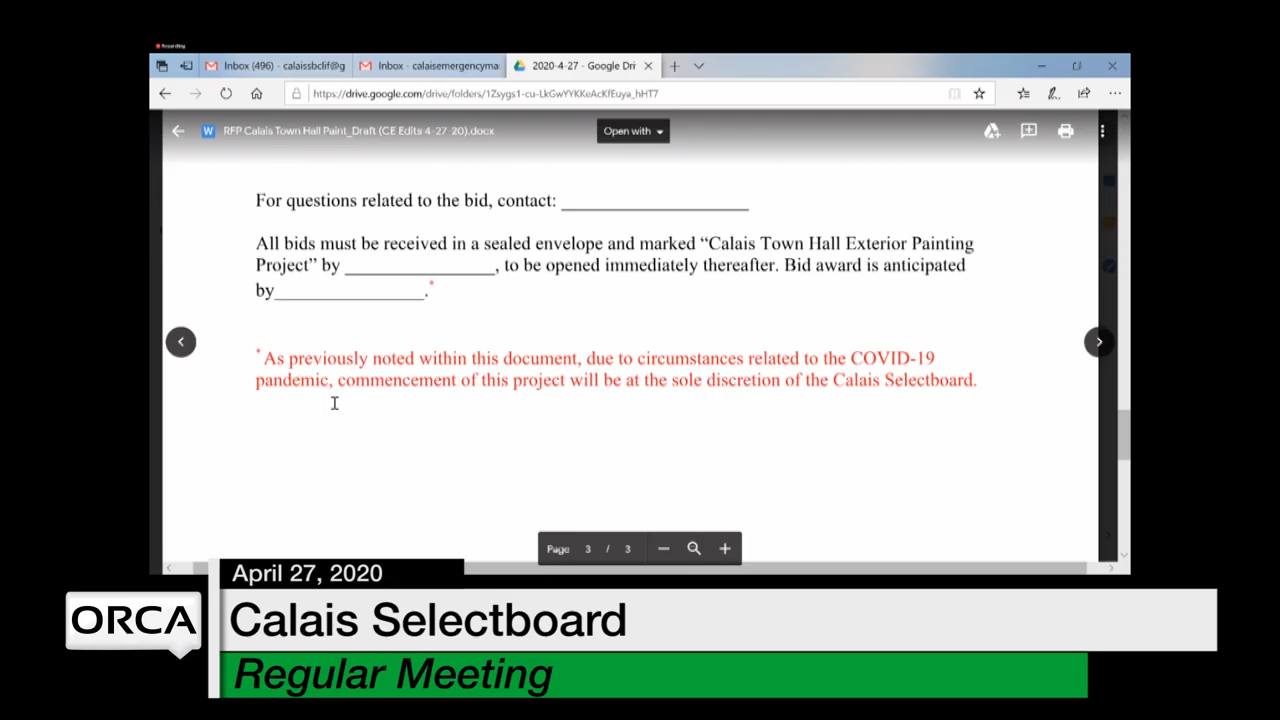 Recording
Inbox (496) - calaissbclif@g
Inbox - calaisemergencyma
2020-4-27 - Google Dri
https://drive.google.com/drive/folders/1Zsygs1-cu-LkGwYYKKeAcKfEuya_hHT7
W
RFP Calais Town Hall Paint_Draft (CE Edits 4-27 20).docx
Open with
For questions related to the bid, contact: ____________________
All bids must be received in a sealed envelope and marked “Calais Town Hall Exterior Painting
Project” by ________________, to be opened immediately thereafter. Bid award is anticipated
by________________.*
*As previously noted within this document, due to circumstances related to the COVID-19
pandemic, commencement of this project will be at the sole discretion of the Calais Selectboard.
Page 3 / 3
April 27, 2020
ORCA
Calais Selectboard
Regular Meeting